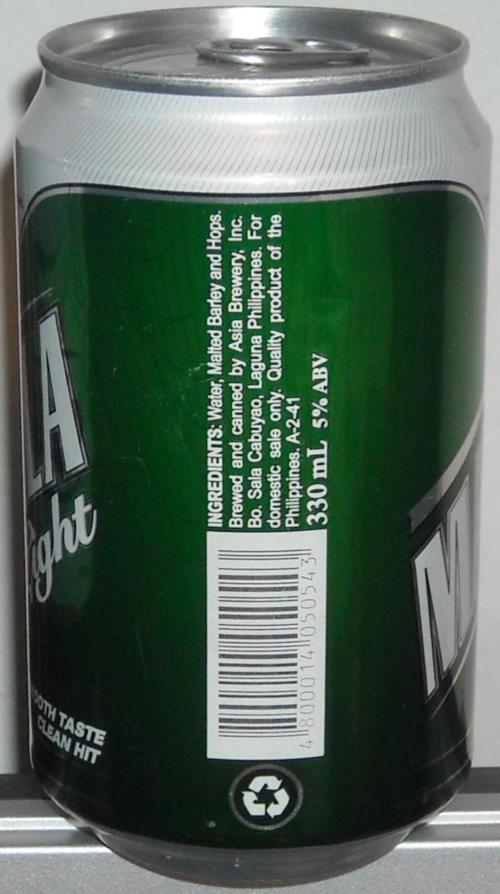 LA
ight
OOTH TASTE
CLEAN HIT
INGREDIENTS: Water, Malted Barley and Hops.
Brewed and canned by Asia Brewery, Inc.
Bo. Sala Cabuyao, Laguna Philippines. For
domestic sale only. Quality product of the
Philippines. A-2-41
330 mL 5% ABV
4 800014 050543
M